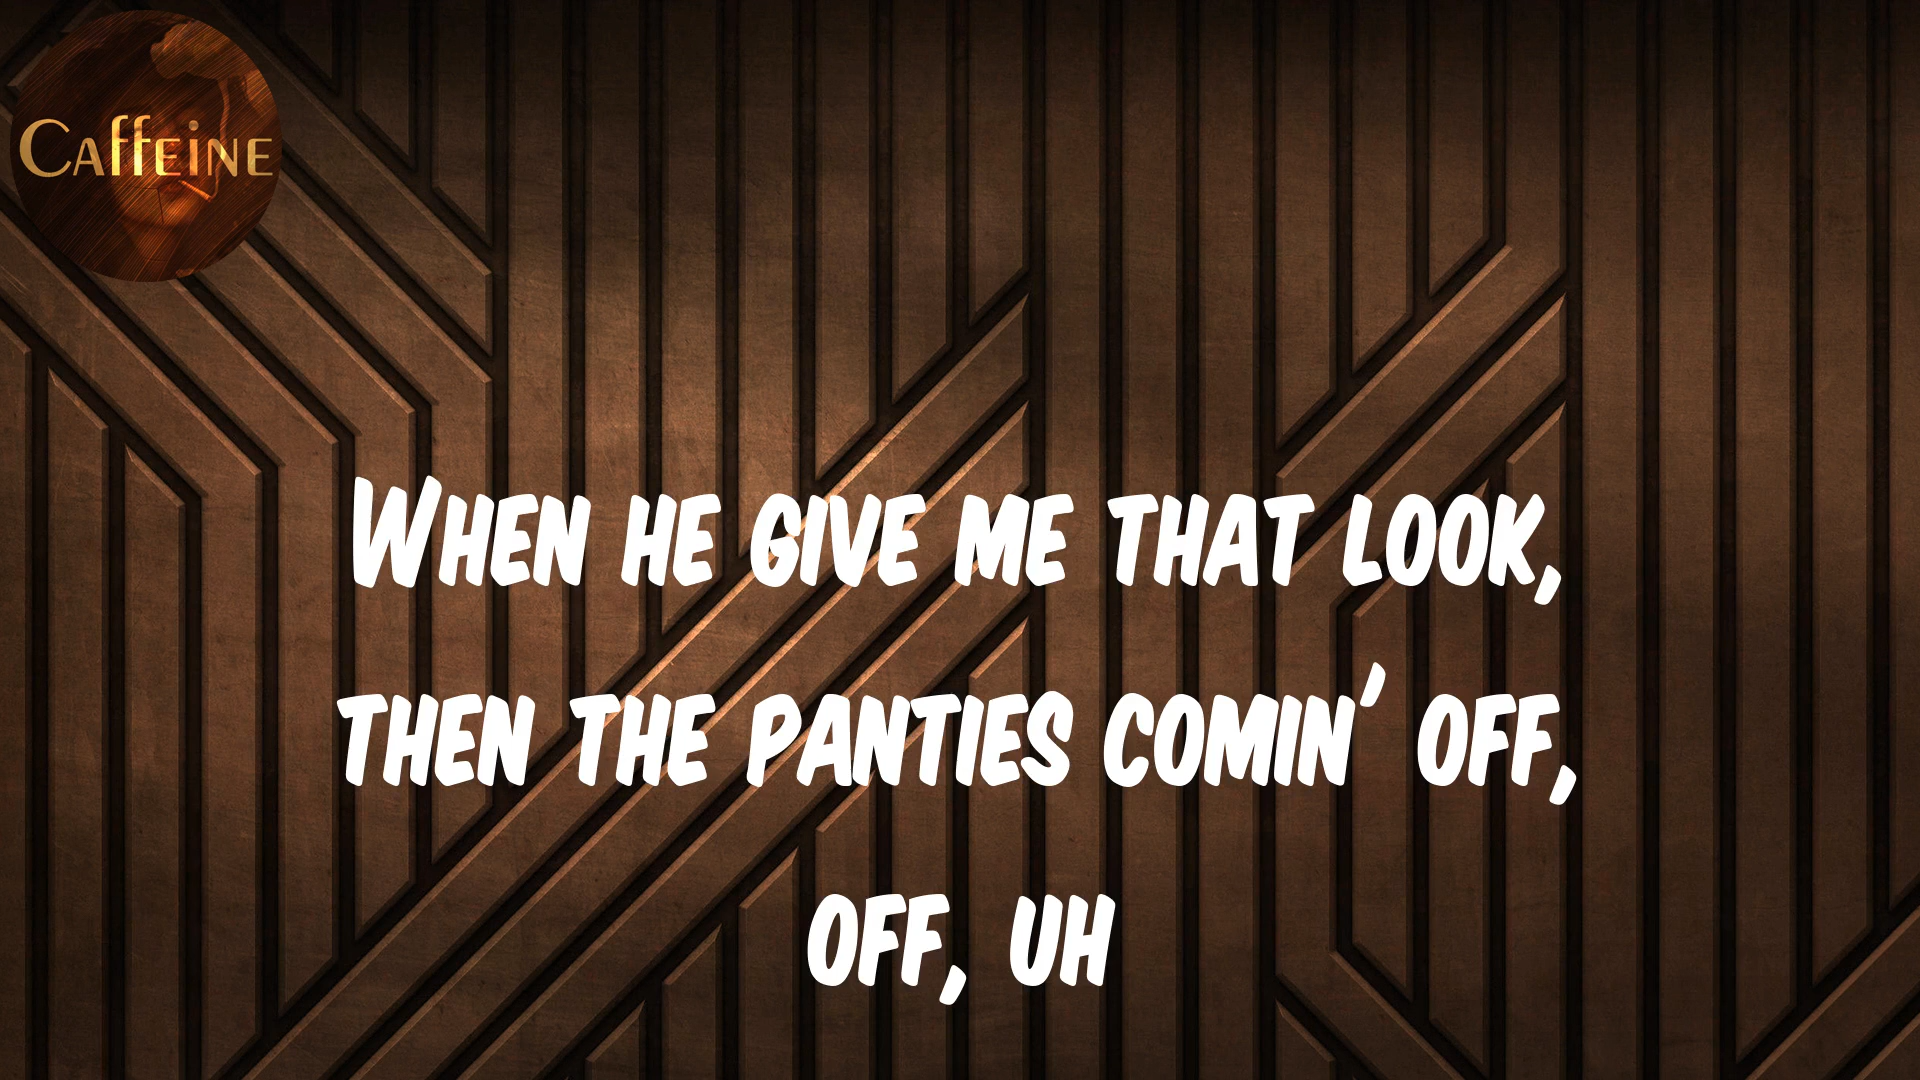 Caffeine
When he give me that look,
then the panties comin' off,
off, uh